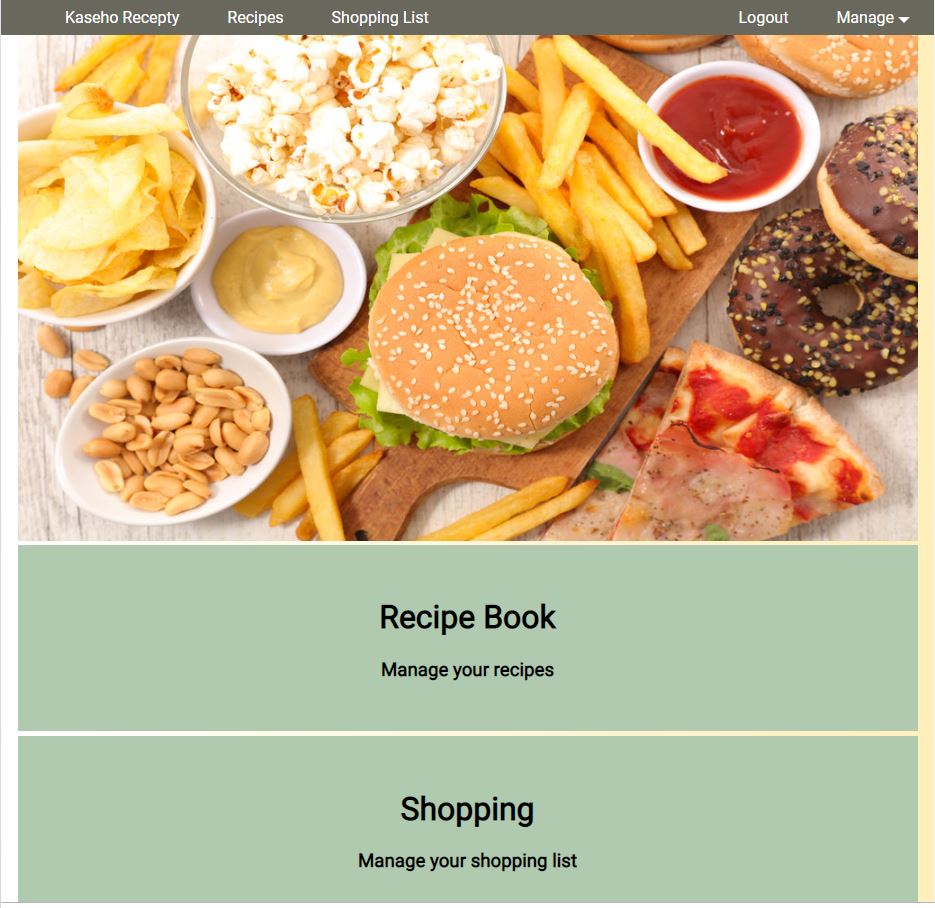 Kaseho Recepty Recipes Shopping List Logout Manage
Recipe Book
Manage your recipes
Shopping
Manage your shopping list